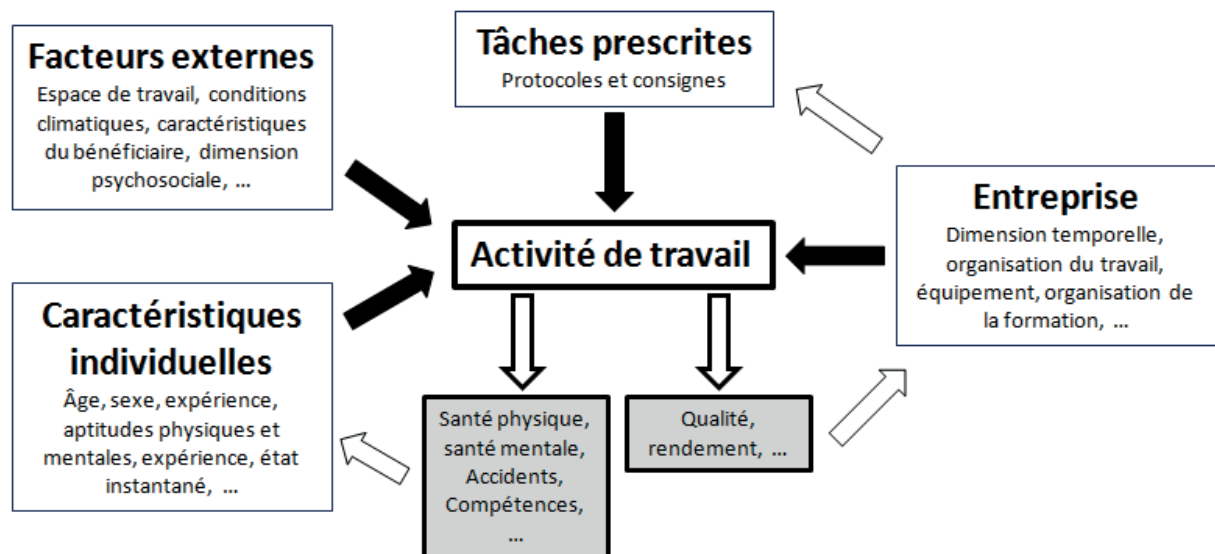 Facteurs externes
Espace de travail, conditions
climatiques, caractéristiques
du bénéficiaire, dimension
psychosociale, ...
Tâches prescrites
Protocoles et consignes
Entreprise
Dimension temporelle,
organisation du travail,
équipement, organisation de
la formation, ...
Activité de travail
Caractéristiques
individuelles
Âge, sexe, expérience,
aptitudes physiques et
mentales, expérience, état
instantané, ...
Santé physique,
santé mentale,
Accidents,
Compétences,
...
Qualité,
rendement, ...